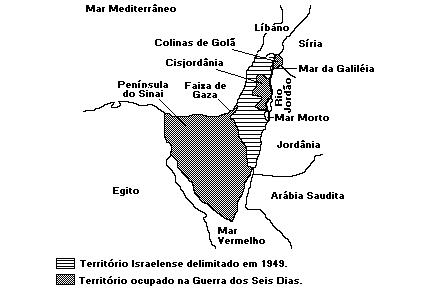 Mar Mediterrâneo
Líbano
Colinas de Golã
Síria
Cisjordânia
Mar da Galiléia
Península
do Sinai
Faixa de
Gaza
Rio
Jordão
Mar Morto
Jordânia
Egito
Arábia Saudita
Mar
Vermelho
Território Israelense delimitado em 1949.
Território ocupado na Guerra dos Seis Dias.